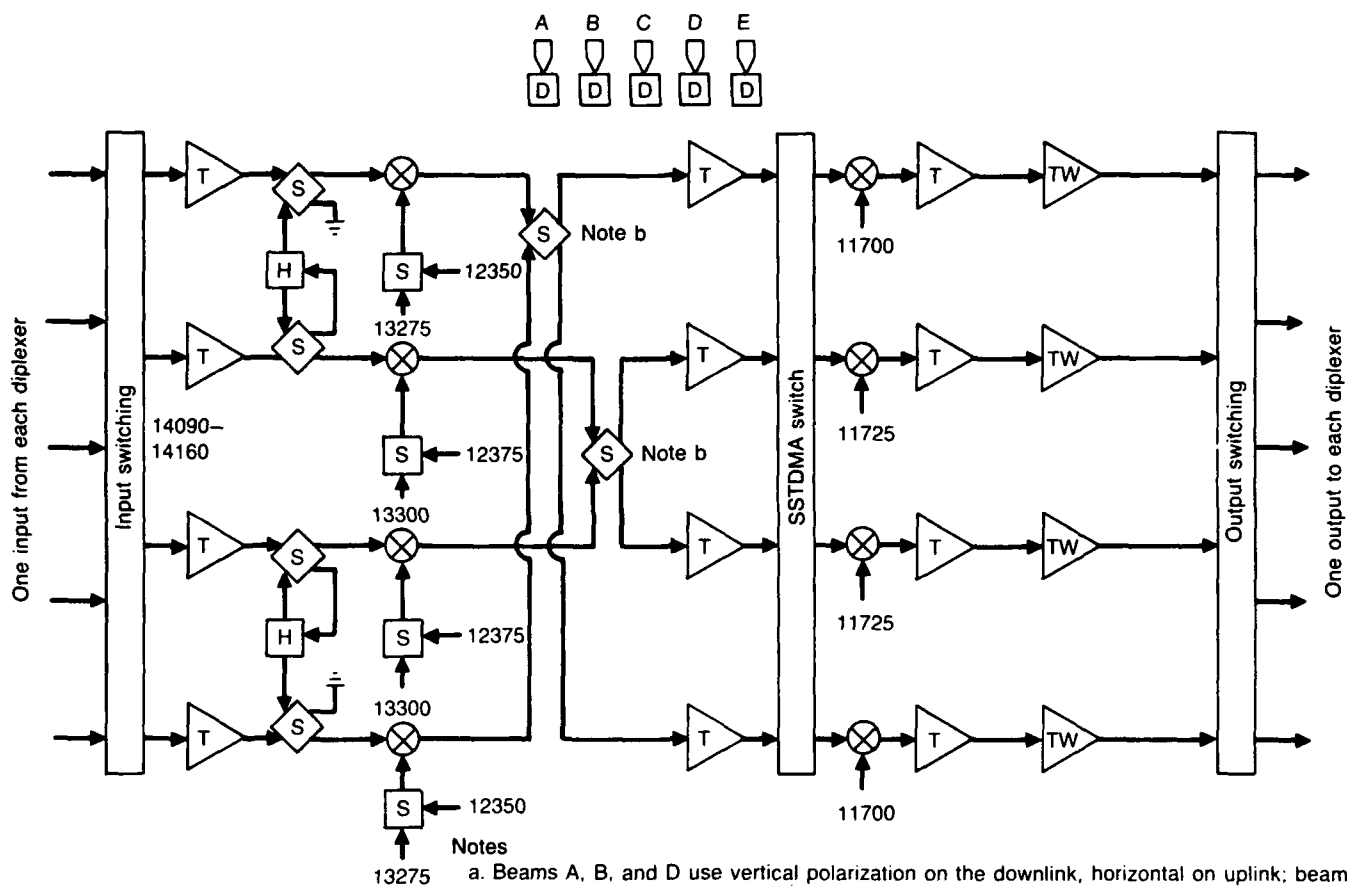 A B C D E
D D D D D
T S T T TW
Note b
S
11700
H S 12350
13275
T S T T TW
Input switching
14090–
14160
One input from each diplexer
S 12375
S Note b
11725
SSTDMA switch
Output switching
One output to each diplexer
13300
T S T T TW
H S 12375
11725
13300
T S T T TW
S 12350
11700
13275
Notes
a. Beams A, B, and D use vertical polarization on the downlink, horizontal on uplink; beam